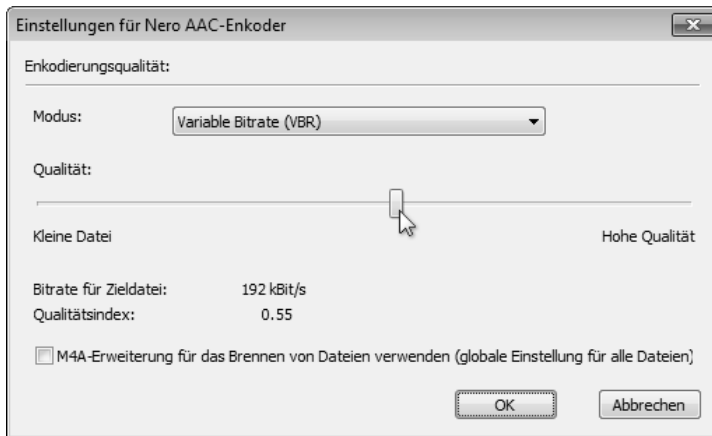 Einstellungen für Nero AAC-Enkoder
Enkodierungsqualität:
Modus: Variable Bitrate (VBR)
Qualität:
Kleine Datei Hohe Qualität
Bitrate für Zieldatei: 192 kBit/s
Qualitätsindex: 0.55
M4A-Erweiterung für das Brennen von Dateien verwenden (globale Einstellung für alle Dateien)
OK Abbrechen